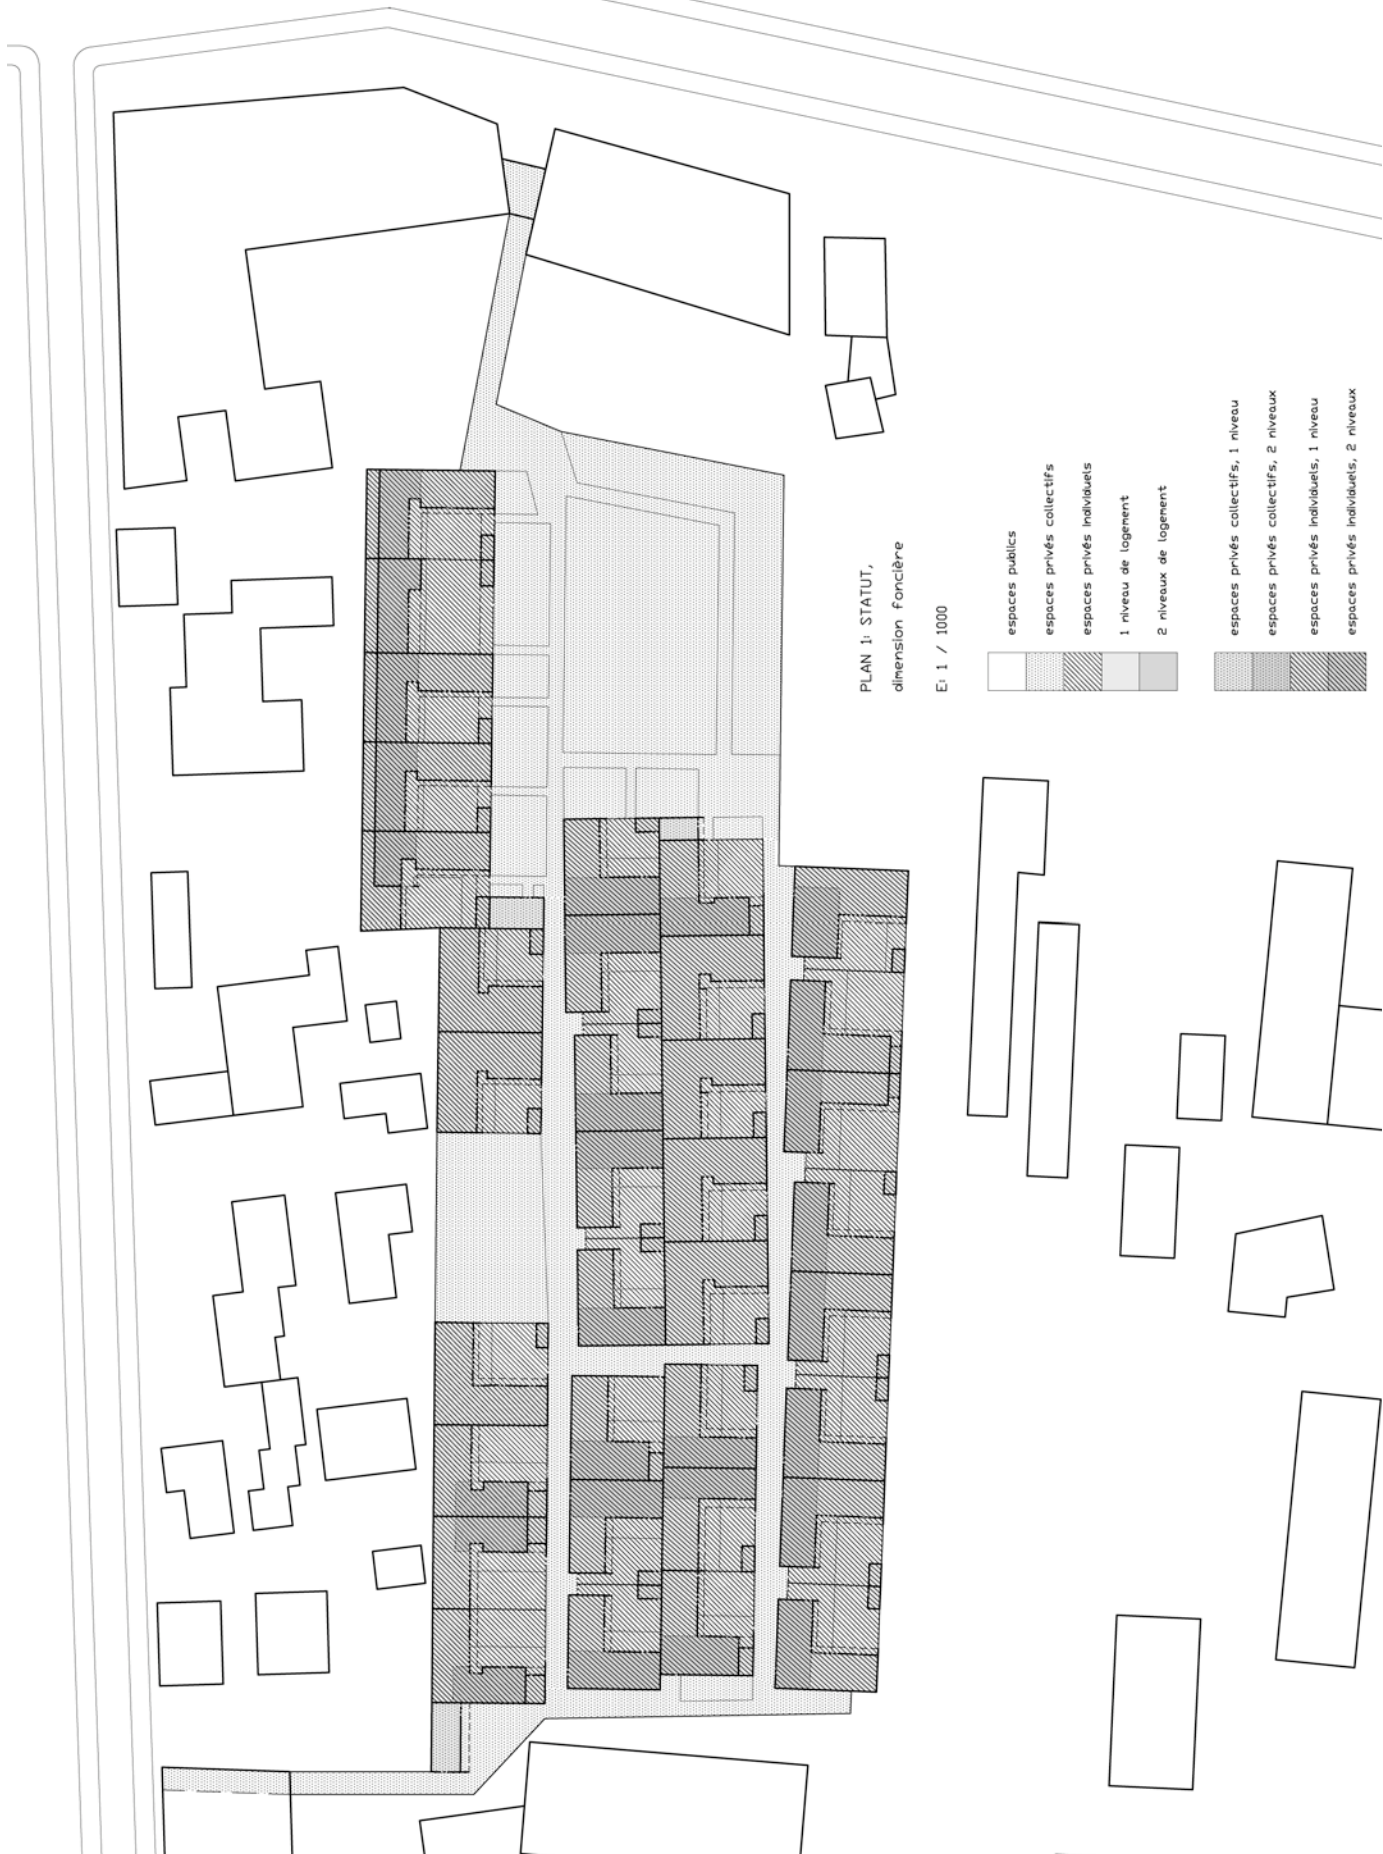 PLAN 1: STATUT,
dimension foncière
E: 1 / 1000
espaces publics
espaces privés collectifs
espaces privés individuels
1 niveau de logement
2 niveaux de logement
espaces privés collectifs, 1 niveau
espaces privés collectifs, 2 niveaux
espaces privés individuels, 1 niveau
espaces privés individuels, 2 niveaux